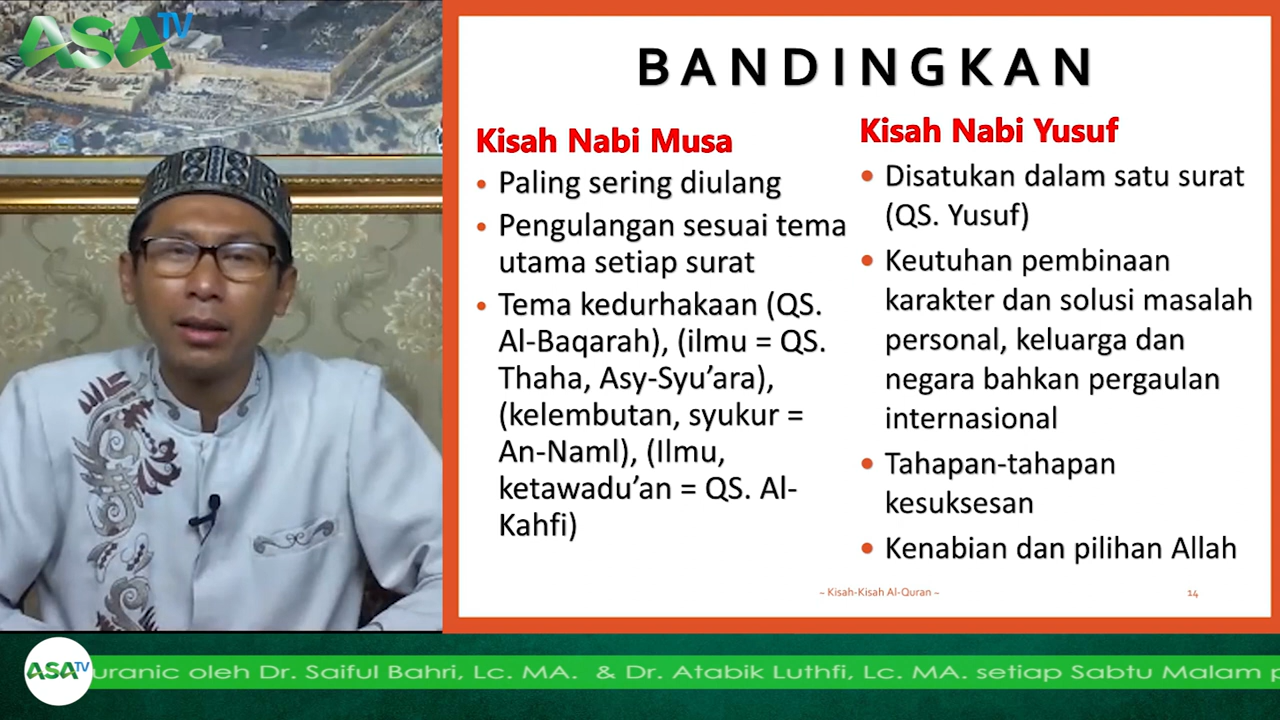 ASA TV
BANDINGKAN
Kisah Nabi Musa
• Paling sering diulang
• Pengulangan sesuai tema
utama setiap surat
• Tema kedurhakaan (QS.
Al-Baqarah), (ilmu = QS.
Thaha, Asy-Syu’ara),
(kelembutan, syukur =
An-Naml), (Ilmu,
ketawadu’an = QS. Al-
Kahfi)
Kisah Nabi Yusuf
• Disatukan dalam satu surat
(QS. Yusuf)
• Keutuhan pembinaan
karakter dan solusi masalah
personal, keluarga dan
negara bahkan pergaulan
internasional
• Tahapan-tahapan
kesuksesan
• Kenabian dan pilihan Allah
~ Kisah-Kisah Al-Quran ~
14
ASA TV
uranic oleh Dr. Saiful Bahri, Lc. MA. & Dr. Atabik Luthfi, Lc. MA. setiap Sabtu Malam p